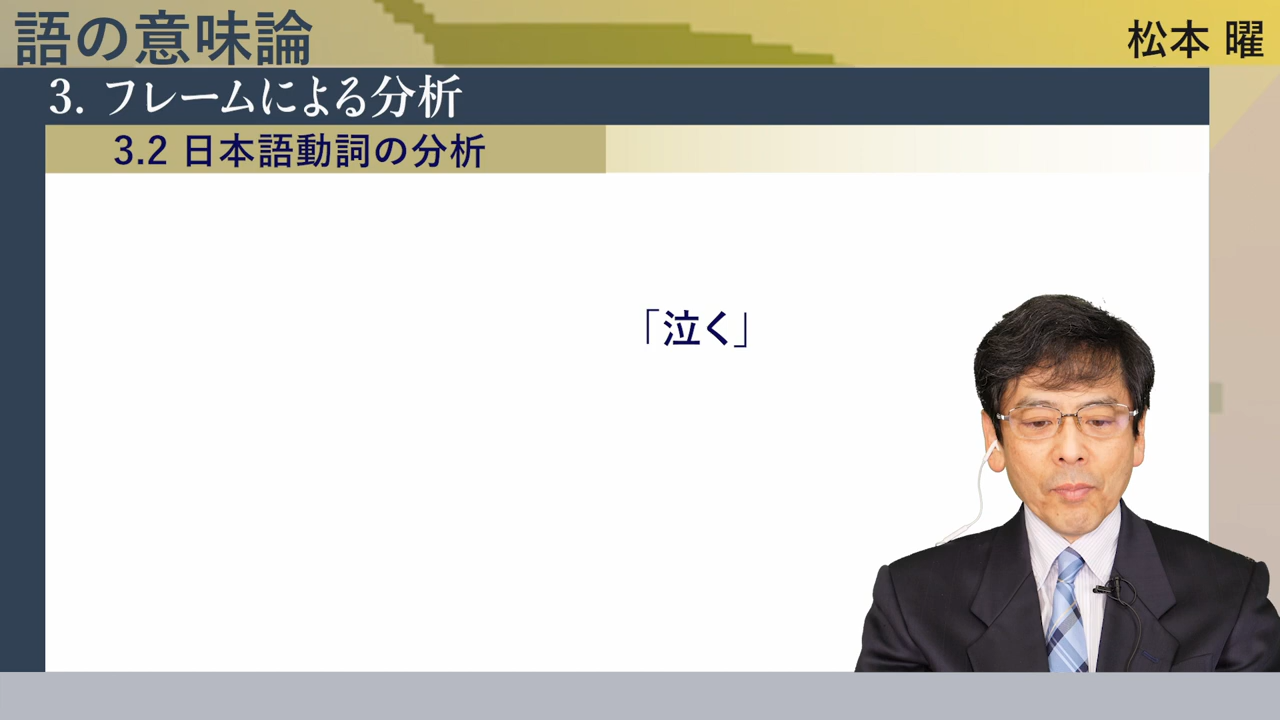 語の意味論
松本 曜
3. フレームによる分析
3.2 日本語動詞の分析
「泣く」